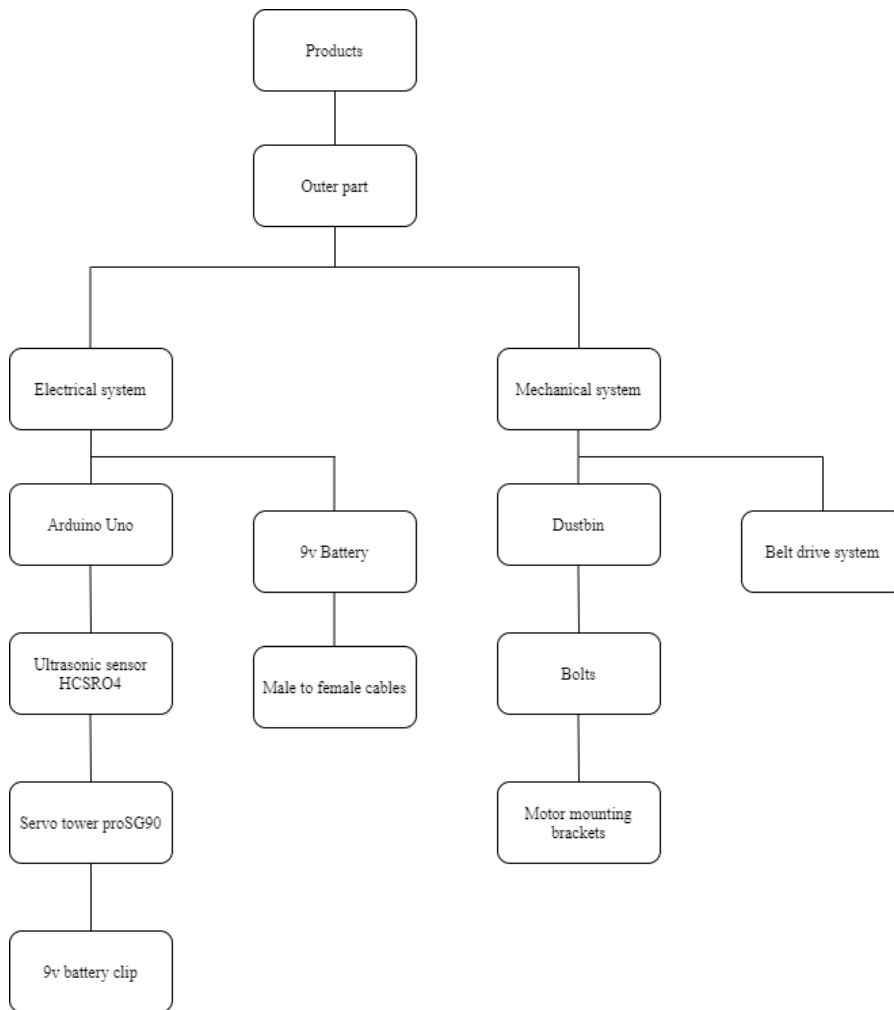 Products
Outer part
Electrical system
Mechanical system
Arduino Uno
9v Battery
Dustbin
Belt drive system
Ultrasonic sensor
HCSRO4
Male to female cables
Bolts
Servo tower proSG90
Motor mounting
brackets
9v battery clip